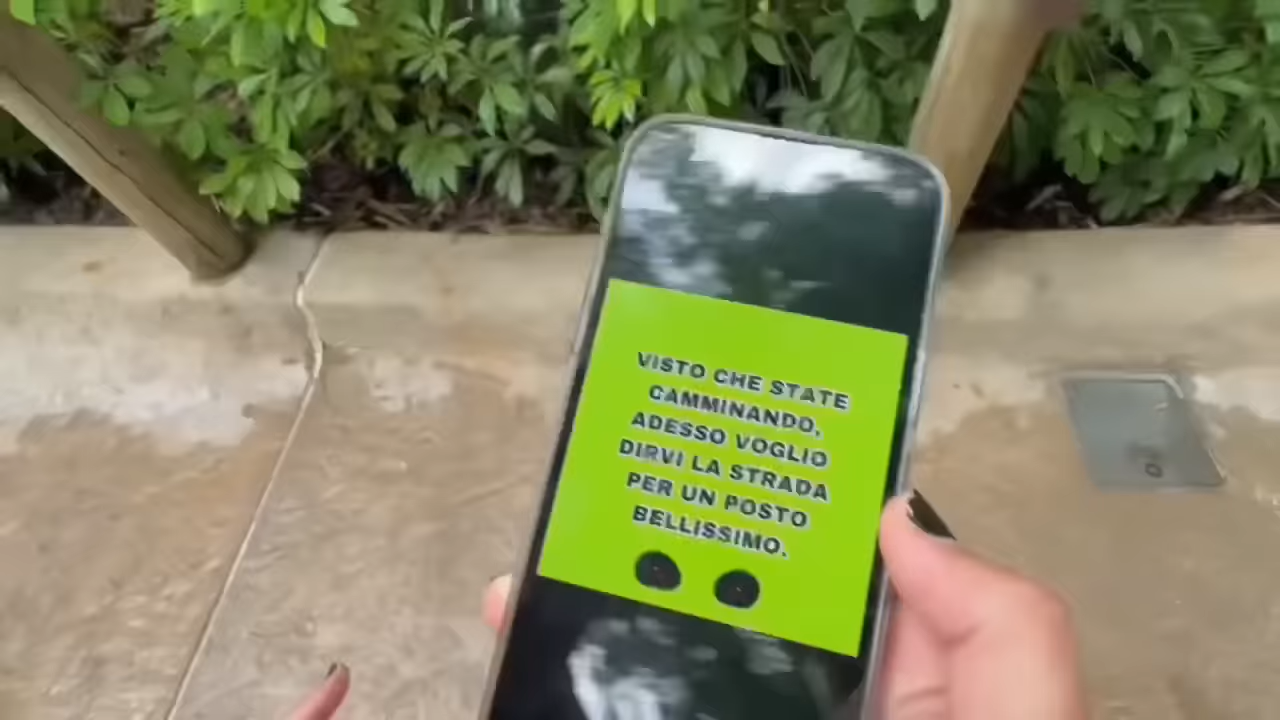 VISTO CHE STATE
CAMMINANDO,
ADESSO VOGLIO
DIRVI LA STRADA
PER UN POSTO
BELLISSIMO.